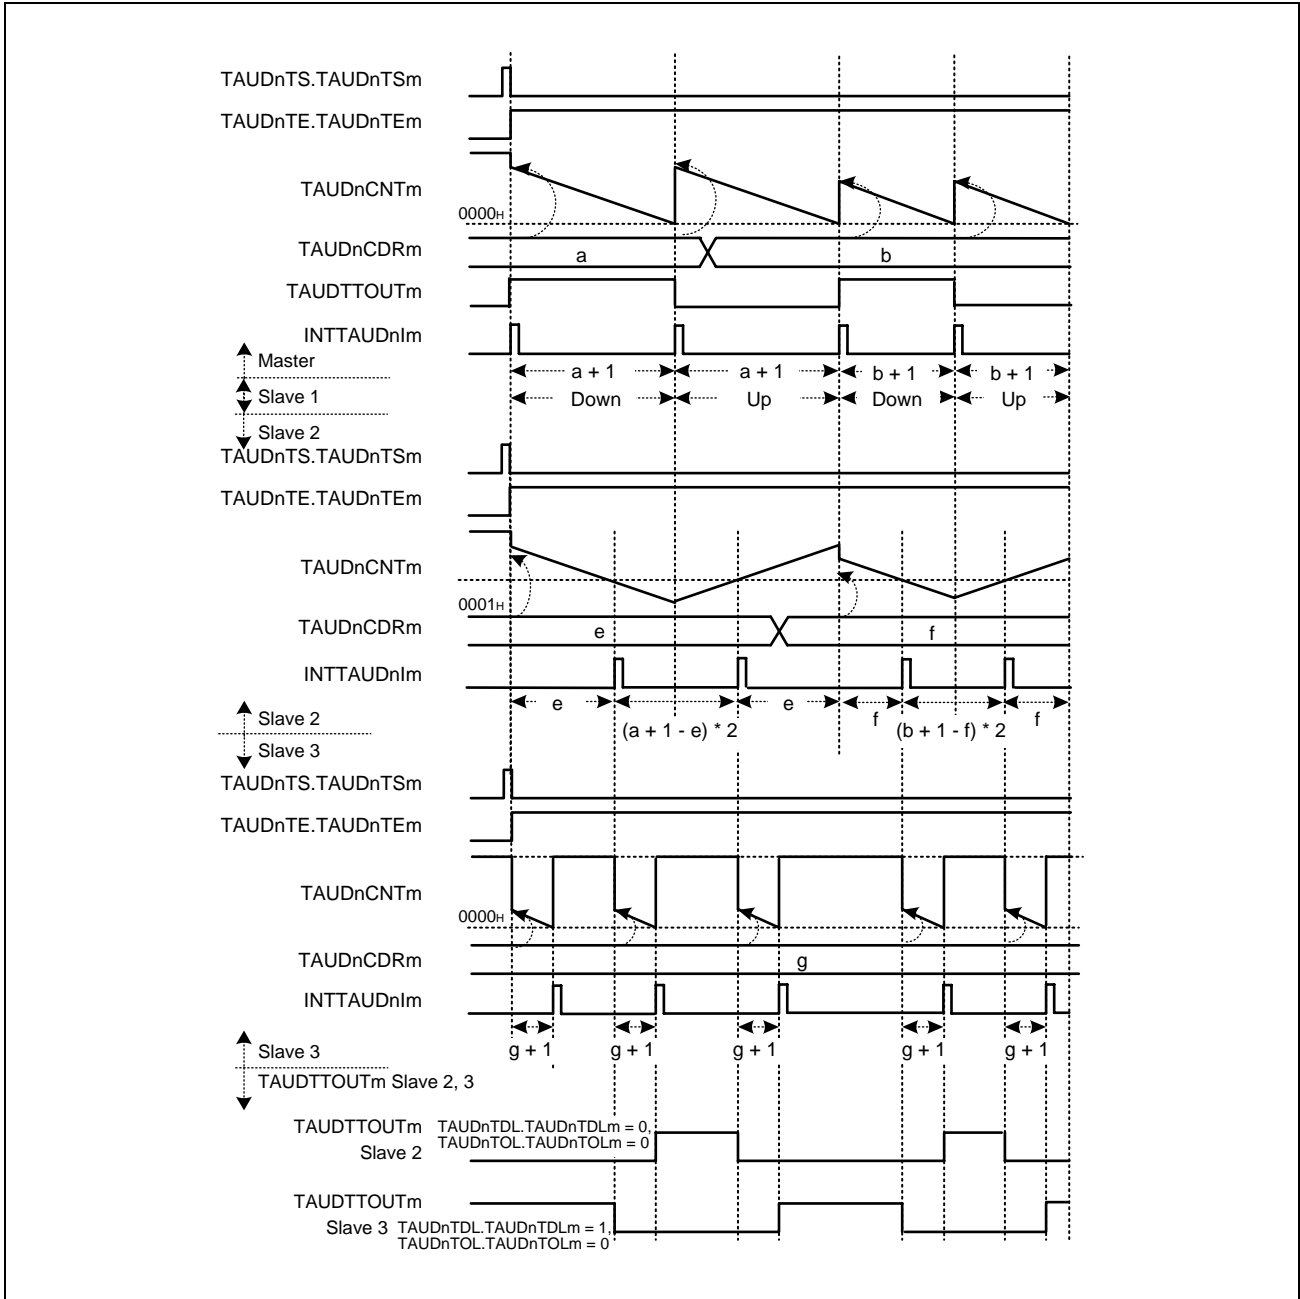 TAUDnTS.TAUDnTSm
TAUDnTE.TAUDnTEm
TAUDnCNTm
0000H
TAUDnCDRm
a b
TAUDTTOUTm
INTTAUDnIm
Master
a + 1 a + 1 b + 1 b + 1
Slave 1
Down Up Down Up
Slave 2
TAUDnTS.TAUDnTSm
TAUDnTE.TAUDnTEm
TAUDnCNTm
0001H
TAUDnCDRm
e f
INTTAUDnIm
e e f f
Slave 2
(a + 1 - e) * 2 (b + 1 - f) * 2
Slave 3
TAUDnTS.TAUDnTSm
TAUDnTE.TAUDnTEm
TAUDnCNTm
0000H
TAUDnCDRm
g
INTTAUDnIm
g + 1 g + 1 g + 1 g + 1 g + 1
Slave 3
TAUDTTOUTm Slave 2, 3
TAUDTTOUTm TAUDnTDL.TAUDnTDLm = 0,
TAUDnTOL.TAUDnTOLm = 0
Slave 2
TAUDTTOUTm
Slave 3 TAUDnTDL.TAUDnTDLm = 1,
TAUDnTOL.TAUDnTOLm = 0